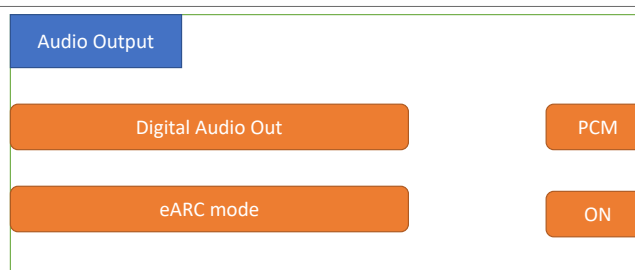 Audio Output
Digital Audio Out
PCM
eARC mode
ON